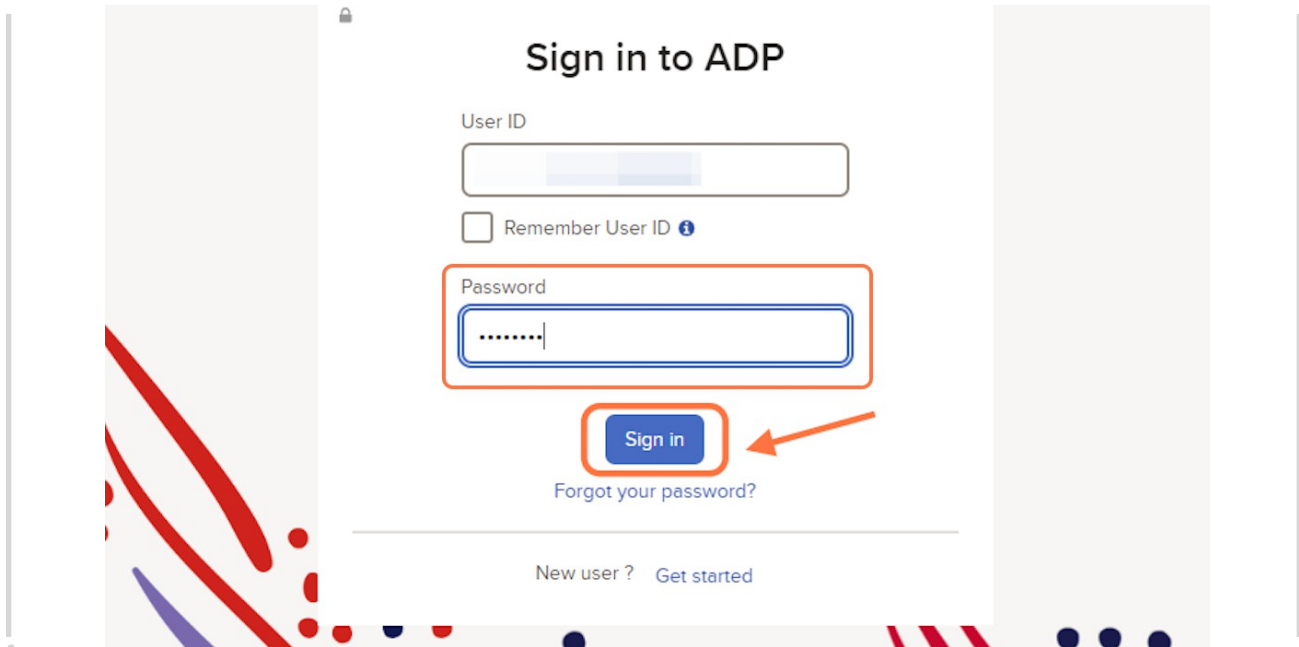 Sign in to ADP
User ID
Remember User ID
Password
Sign in
Forgot your password?
New user ? Get started